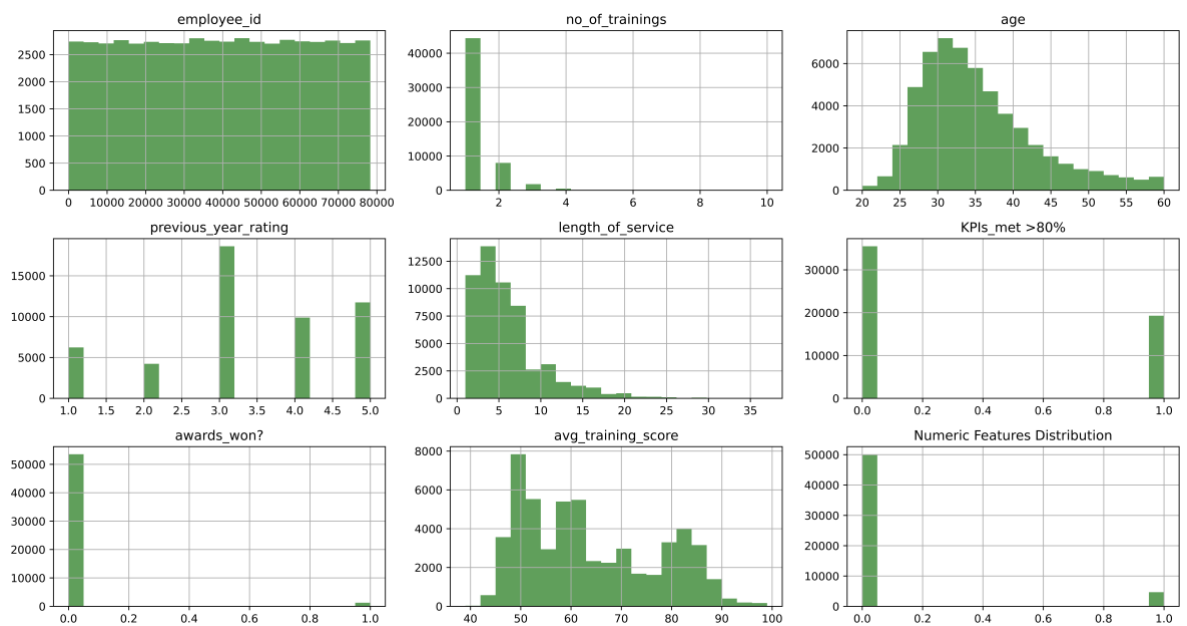 employee_id no_of_trainings age
2500 2000 1500 1000 500 0
0 10000 20000 30000 40000 50000 60000 70000 80000
40000 30000 20000 10000 0
2 4 6 8 10
6000 4000 2000 0
20 25 30 35 40 45 50 55 60
previous_year_rating length_of_service KPIs_met >80%
15000 10000 5000 0
1.0 1.5 2.0 2.5 3.0 3.5 4.0 4.5 5.0
12500 10000 7500 5000 2500 0
0 5 10 15 20 25 30 35
30000 20000 10000 0
0.0 0.2 0.4 0.6 0.8 1.0
awards_won? avg_training_score Numeric Features Distribution
50000 40000 30000 20000 10000 0
0.0 0.2 0.4 0.6 0.8 1.0
8000 6000 4000 2000 0
40 50 60 70 80 90 100
50000 40000 30000 20000 10000 0
0.0 0.2 0.4 0.6 0.8 1.0